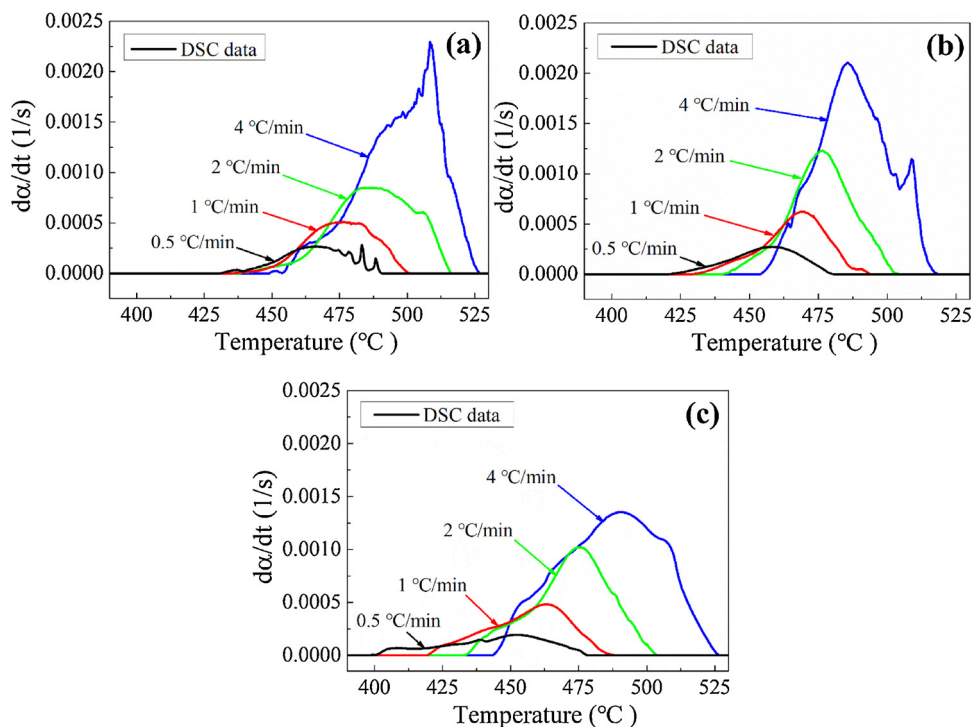 (a)
DSC data
dα/dt (1/s)
0.0025
0.0020
0.0015
0.0010
0.0005
0.0000
4 ℃/min
2 ℃/min
1 ℃/min
0.5 ℃/min
400 425 450 475 500 525
Temperature (℃ )
(b)
DSC data
dα/dt (1/s)
0.0025
0.0020
0.0015
0.0010
0.0005
0.0000
4 ℃/min
2 ℃/min
1 ℃/min
0.5 ℃/min
400 425 450 475 500 525
Temperature (℃ )
(c)
DSC data
dα/dt (1/s)
0.0025
0.0020
0.0015
0.0010
0.0005
0.0000
4 ℃/min
2 ℃/min
1 ℃/min
0.5 ℃/min
400 425 450 475 500 525
Temperature (℃ )